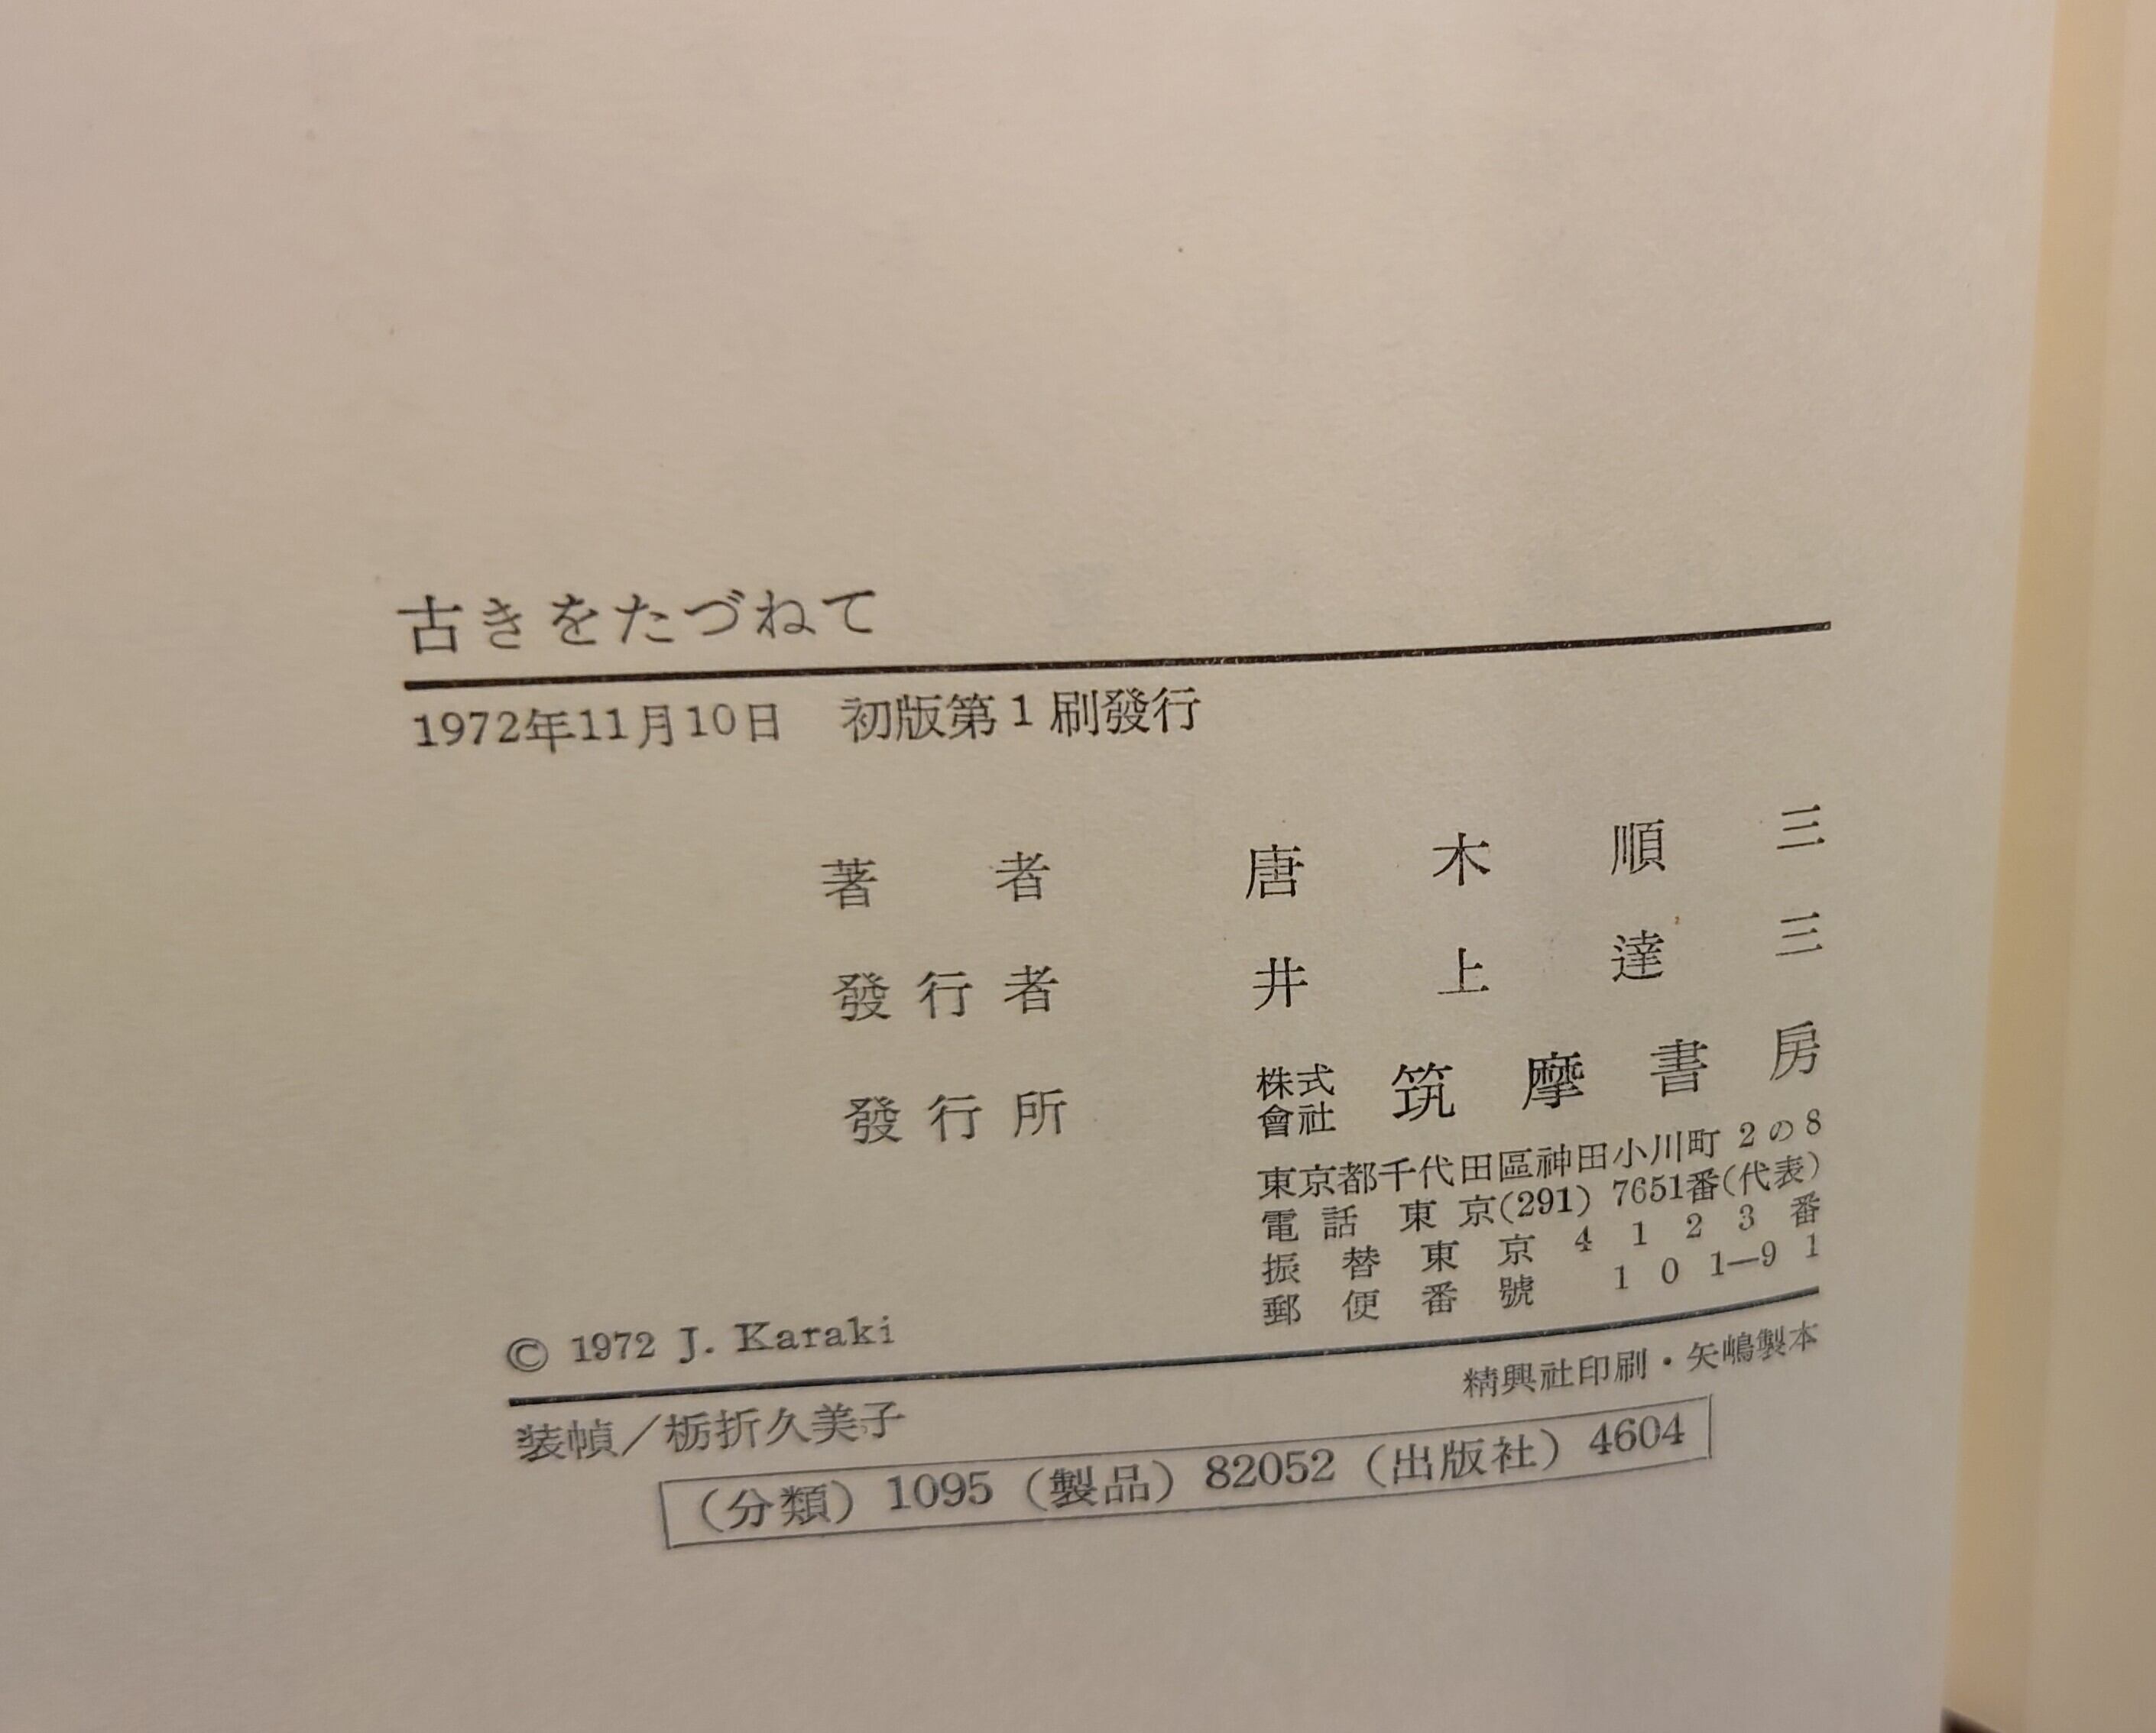 古きをたづねて
1972年11月10日 初版第1刷發行
著者 唐木順三
發行者 井上達三
發行所 株式會社 筑摩書房
東京都千代田區神田小川町2の8
電話 東京(291) 7651番(代表)
振替東京4123番
郵便番號 101―91
© 1972 J. Karaki
精興社印刷・矢嶋製本
装幀／栃折久美子
(分類) 1095 (製品) 82052 (出版社) 4604